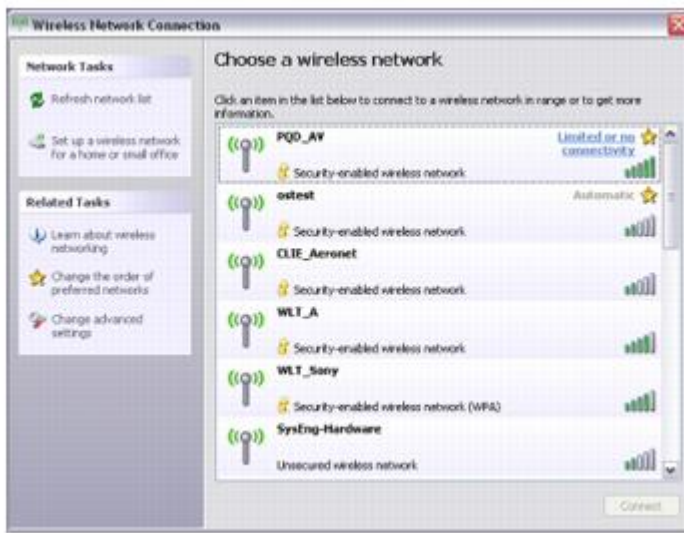 Wireless Network Connection
Network Tasks
Refresh network list
Set up a wireless network
for a home or small office
Related Tasks
Learn about wireless
networking
Change the order of
preferred networks
Change advanced
settings
Choose a wireless network
Click an item in the list below to connect to a wireless network in range or to get more
information.
PQD_AV
Limited or no
connectivity
Security-enabled wireless network
ostest
Automatic
Security-enabled wireless network
CLIE_Aeronet
Security-enabled wireless network
WLT_A
Security-enabled wireless network
WLT_Sony
Security-enabled wireless network (WPA)
SysEng-Hardware
Unsecured wireless network
Connect